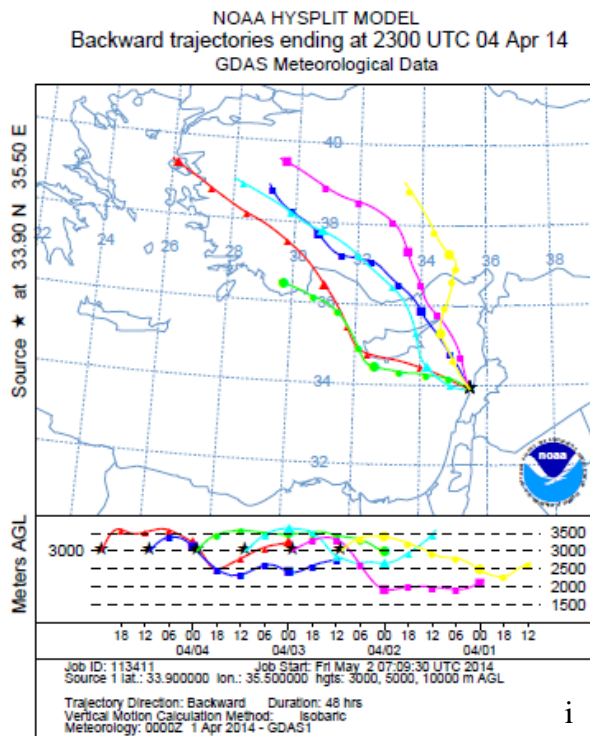 NOAA HYSPLIT MODEL
Backward trajectories ending at 2300 UTC 04 Apr 14
GDAS Meteorological Data
Source ★ at 33.90 N 35.50 E
40
38
22 24 26 28 30 32 34 36 38
36
34
32
noaa
Meters AGL
3000
3500
3000
2500
2000
1500
18 12 06 00 18 12 06 00 18 12 06 00 18 12 06 00 18 12
04/04 04/03 04/02 04/01
Job ID: 113411 Job Start: Fri May 2 07:09:30 UTC 2014
Source 1 lat.: 33.900000 lon.: 35.500000 hgts: 3000, 5000, 10000 m AGL
Trajectory Direction: Backward Duration: 48 hrs
Vertical Motion Calculation Method: Isobaric
Meteorology: 0000Z 1 Apr 2014 - GDAS1
i